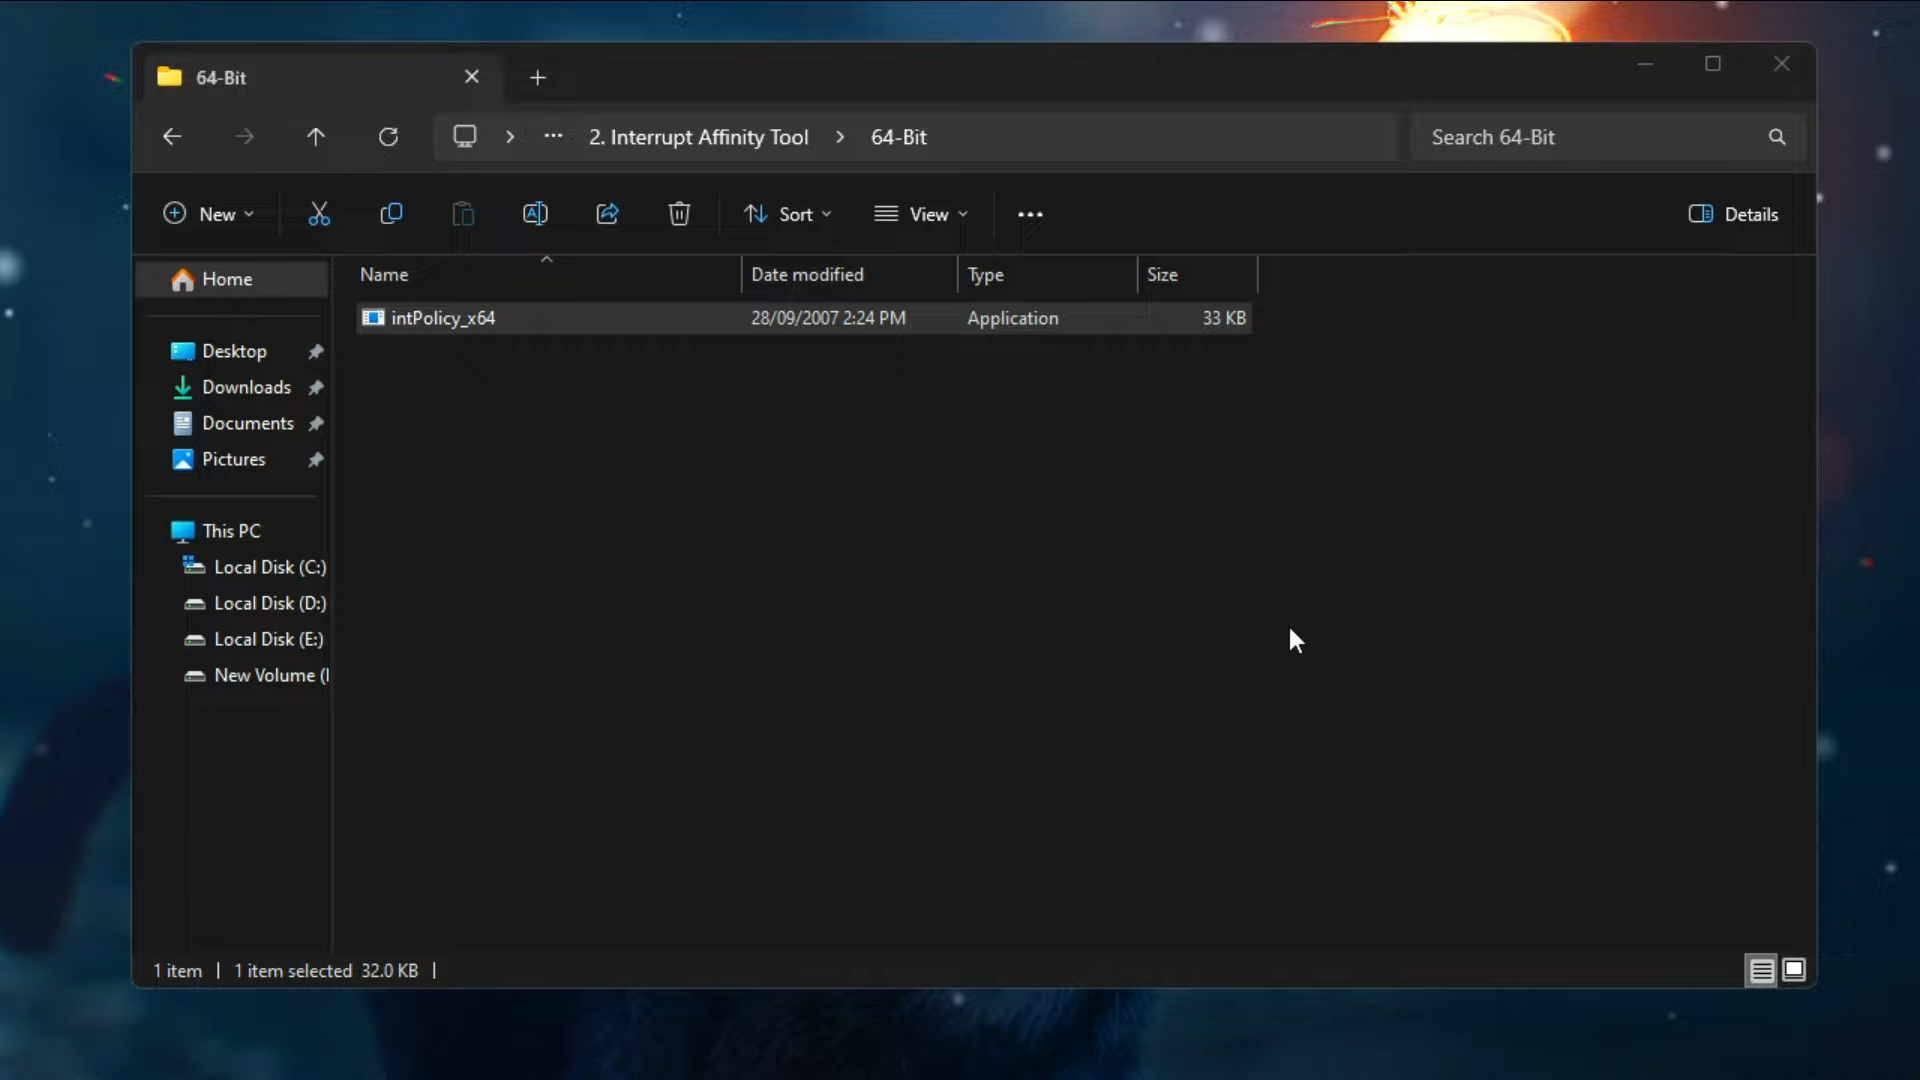 64-Bit
2. Interrupt Affinity Tool
64-Bit
Search 64-Bit
New
Sort
View
Details
Home
Name
Date modified
Type
Size
intPolicy_x64
28/09/2007 2:24 PM
Application
33 KB
Desktop
Downloads
Documents
Pictures
This PC
Local Disk (C:)
Local Disk (D:)
Local Disk (E:)
New Volume (
1 item
1 item selected 32.0 KB